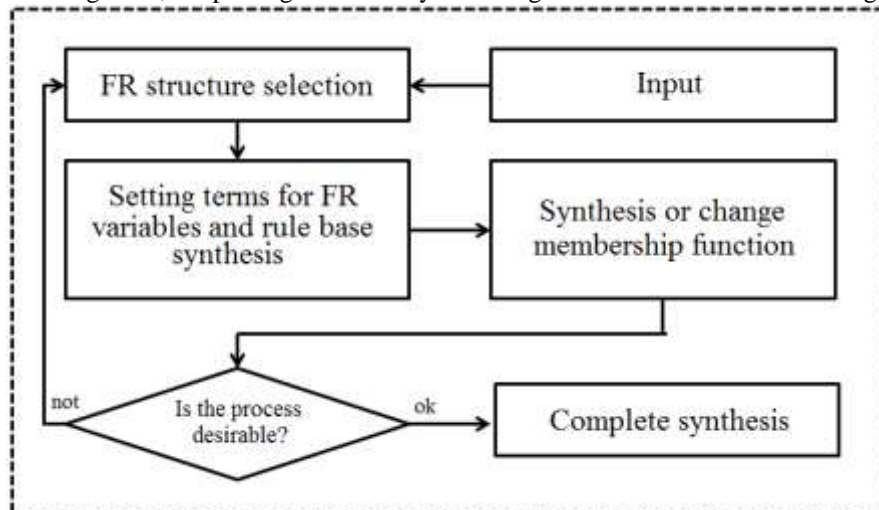 FR structure selection
Input
Setting terms for FR
variables and rule base
synthesis
Synthesis or change
membership function
not
Is the process
desirable?
ok
Complete synthesis